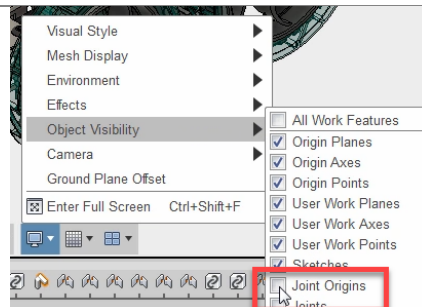 Visual Style
Mesh Display
Environment
Effects
Object Visibility
Camera
Ground Plane Offset
Enter Full Screen Ctrl+Shift+F
All Work Features
Origin Planes
Origin Axes
Origin Points
User Work Planes
User Work Axes
User Work Points
Sketches
Joint Origins
Joints